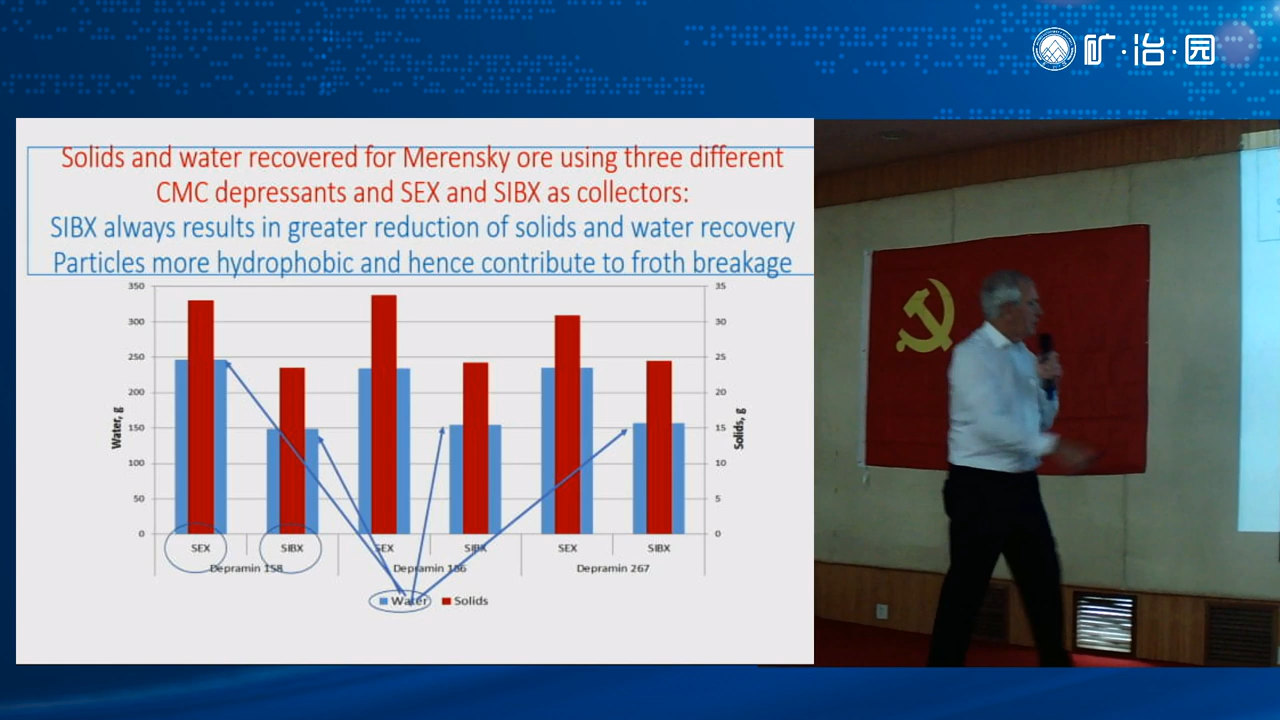 矿·冶·园
Solids and water recovered for Merensky ore using three different
CMC depressants and SEX and SIBX as collectors:
SIBX always results in greater reduction of solids and water recovery
Particles more hydrophobic and hence contribute to froth breakage
350
300
250
200
150
100
50
0
Water, g
35
30
25
20
15
10
5
0
Solids, g
SEX
SIBX
SEX
SIBX
SEX
SIBX
Depramin 158
Depramin 186
Depramin 267
Water
Solids